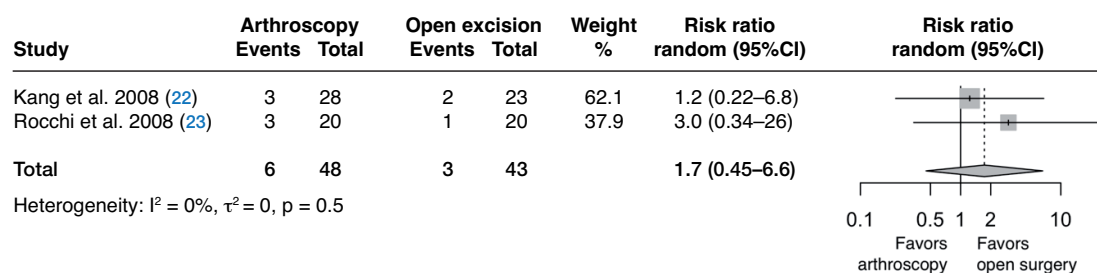 Arthroscopy Open excision Weight Risk ratio Risk ratio
Study Events Total Events Total % random (95%CI) random (95%CI)
Kang et al. 2008 (22) 3 28 2 23 62.1 1.2 (0.22–6.8)
Rocchi et al. 2008 (23) 3 20 1 20 37.9 3.0 (0.34–26)
Total 6 48 3 43 1.7 (0.45–6.6)
Heterogeneity: I² = 0%, τ² = 0, p = 0.5
0.1 0.5 1 2 10
Favors Favors
arthroscopy open surgery